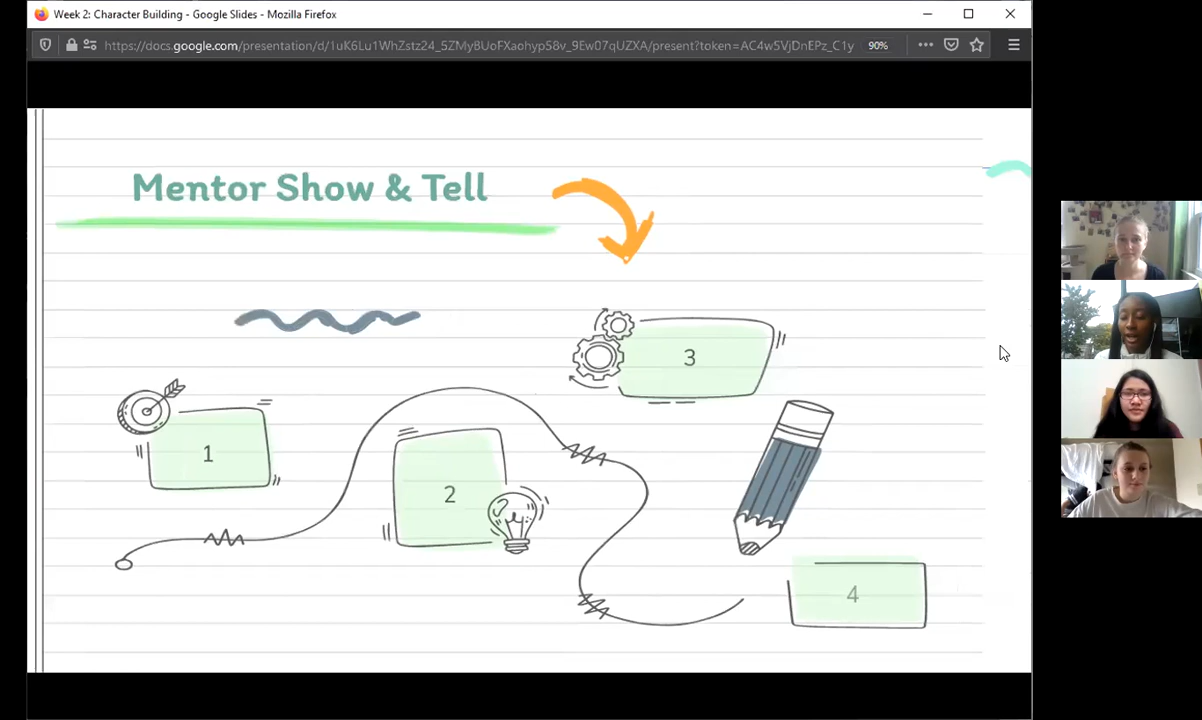 Week 2: Character Building - Google Slides - Mozilla Firefox
https://docs.google.com/presentation/d/1uK6Lu1WhZstz24_5ZMyBUoFXaohyp58v_9Ew07qUZXA/present?token=AC4w5VjDnEPz_C1y
90%
Mentor Show & Tell
3
1
2
4